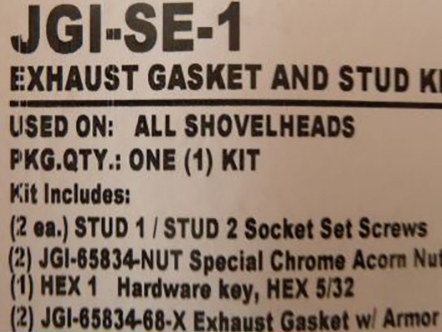 JGI-SE-1
EXHAUST GASKET AND STUD
USED ON: ALL SHOVELHEADS
PKG.QTY.: ONE (1) KIT
Kit Includes:
(2 ea.) STUD 1 / STUD 2 Socket Set Screws
(2) JGI-65834-NUT Special Chrome Acorn Nut
(1) HEX 1 Hardware key, HEX 5/32
(2) JGI-65834-68-X Exhaust Gasket w/ Armor